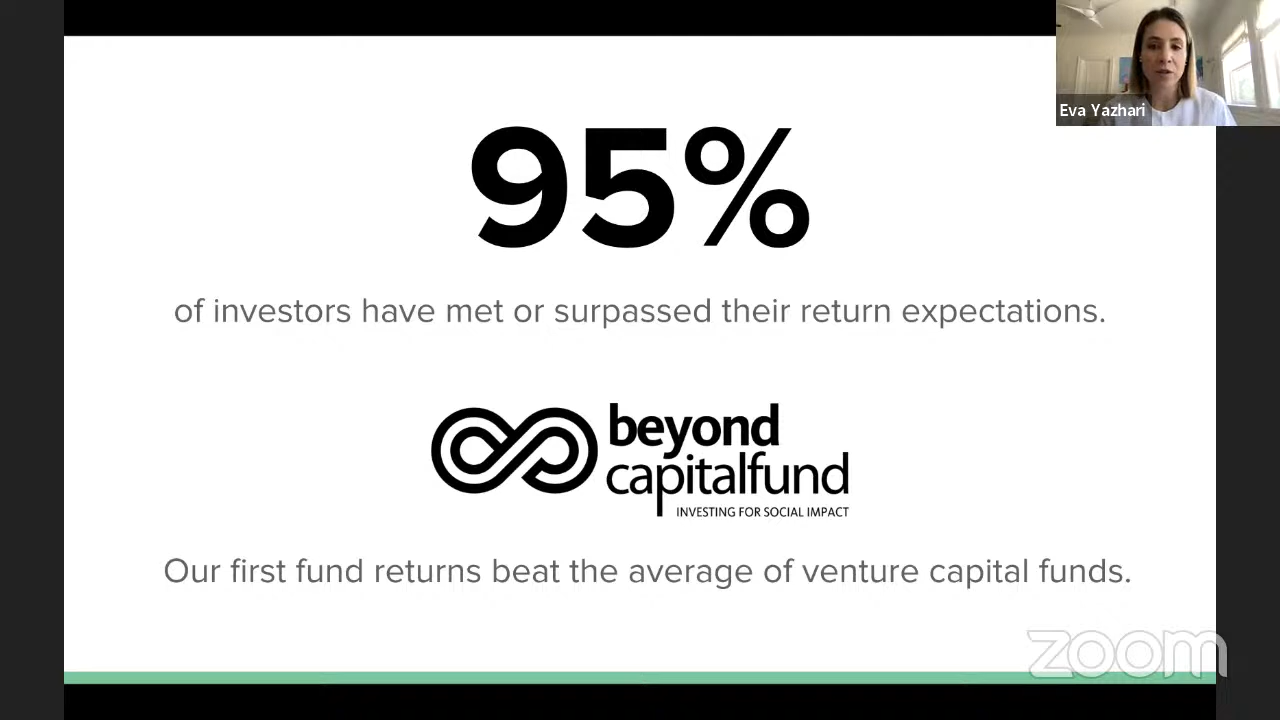 Eva Yazhari
95%
of investors have met or surpassed their return expectations.
beyond
capitalfund
INVESTING FOR SOCIAL IMPACT
Our first fund returns beat the average of venture capital funds.
zoom